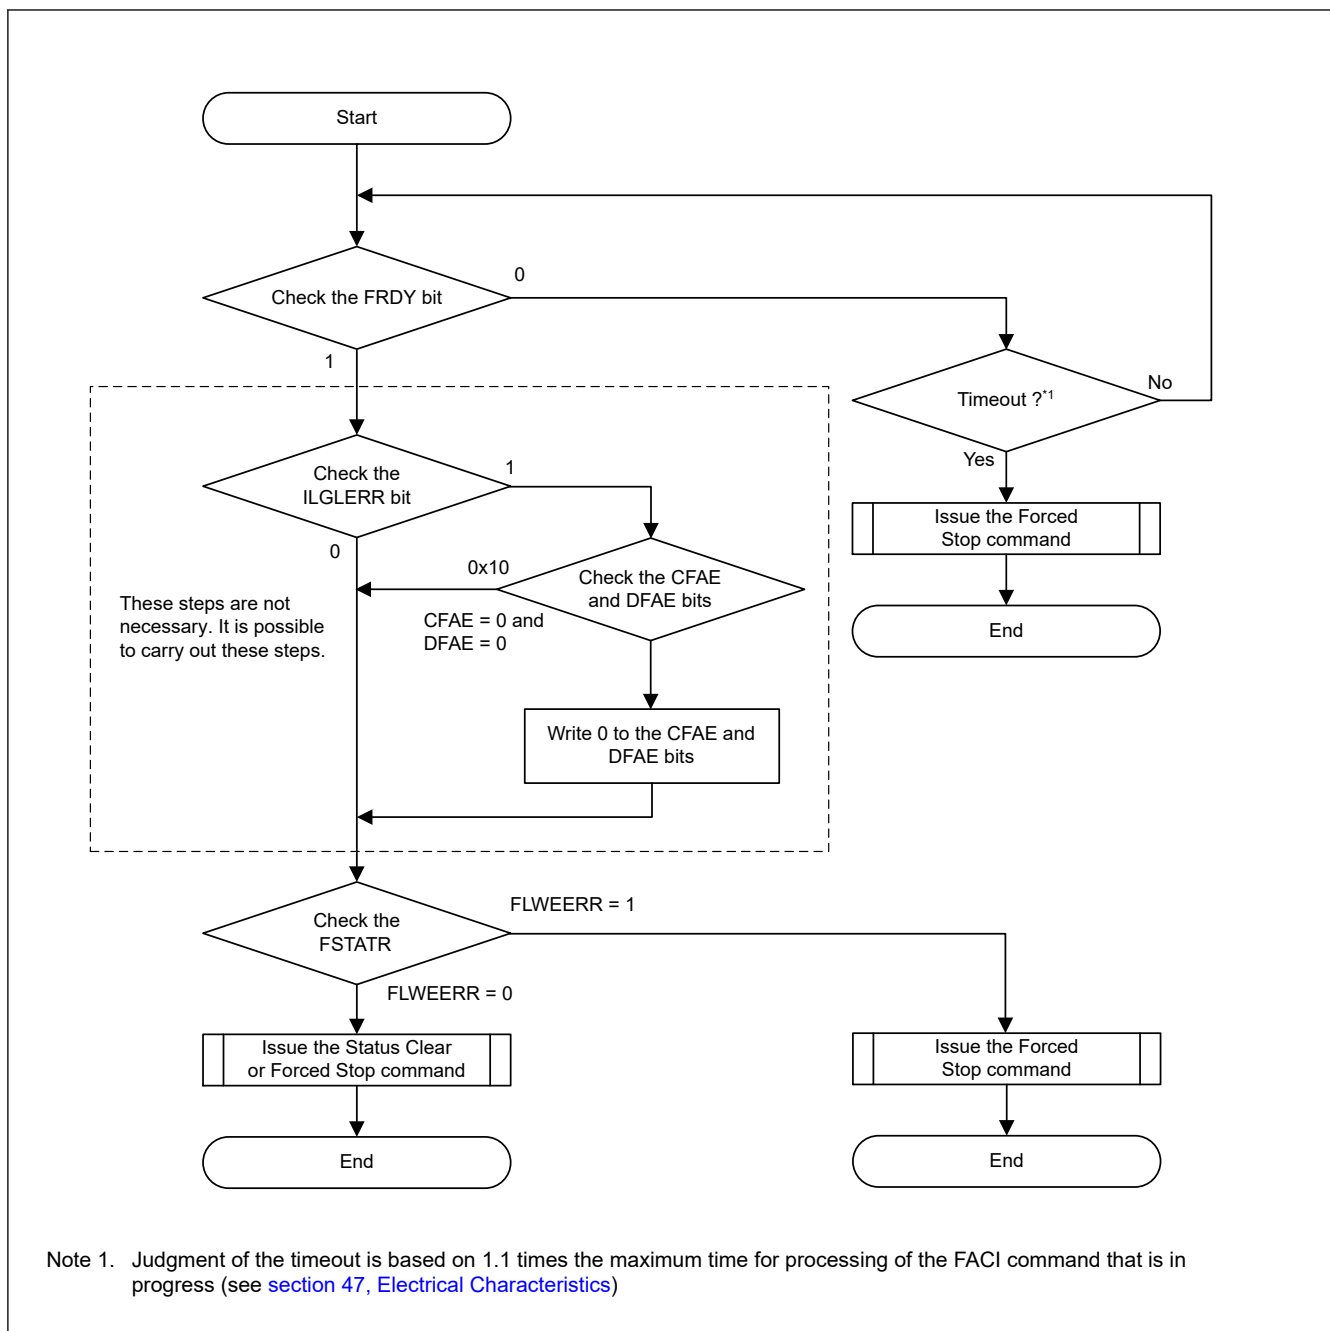 Start
0
Check the FRDY bit
1
No
Timeout ?*1
Yes
Check the
ILGLERR bit
1
0
Issue the Forced
Stop command
0x10
Check the CFAE
and DFAE bits
CFAE = 0 and
DFAE = 0
These steps are not
necessary. It is possible
to carry out these steps.
End
Write 0 to the CFAE and
DFAE bits
Check the
FSTATR
FLWEERR = 1
FLWEERR = 0
Issue the Status Clear
or Forced Stop command
Issue the Forced
Stop command
End
End
Note 1. Judgment of the timeout is based on 1.1 times the maximum time for processing of the FACI command that is in
progress (see section 47, Electrical Characteristics)